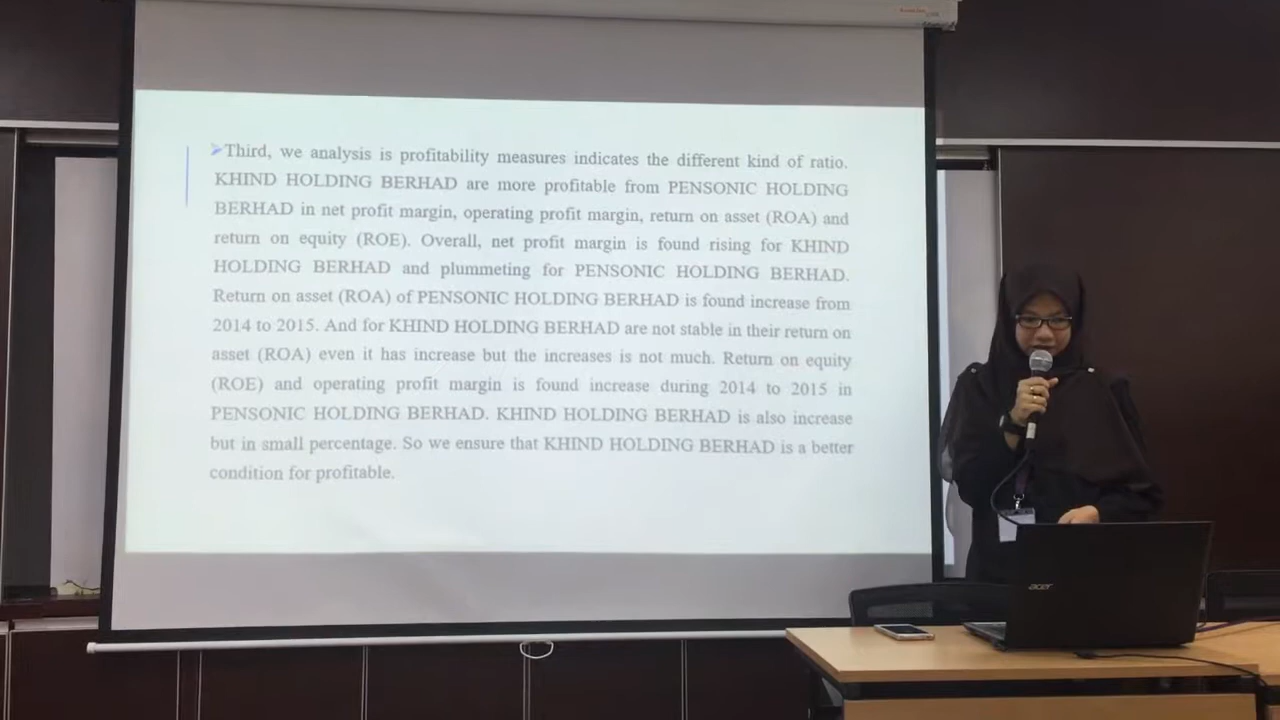 ➢Third, we analysis is profitability measures indicates the different kind of ratio.
KHIND HOLDING BERHAD are more profitable from PENSONIC HOLDING
BERHAD in net profit margin, operating profit margin, return on asset (ROA) and
return on equity (ROE). Overall, net profit margin is found rising for KHIND
HOLDING BERHAD and plummeting for PENSONIC HOLDING BERHAD.
Return on asset (ROA) of PENSONIC HOLDING BERHAD is found increase from
2014 to 2015. And for KHIND HOLDING BERHAD are not stable in their return on
asset (ROA) even it has increase but the increases is not much. Return on equity
(ROE) and operating profit margin is found increase during 2014 to 2015 in
PENSONIC HOLDING BERHAD. KHIND HOLDING BERHAD is also increase
but in small percentage. So we ensure that KHIND HOLDING BERHAD is a better
condition for profitable.
acer